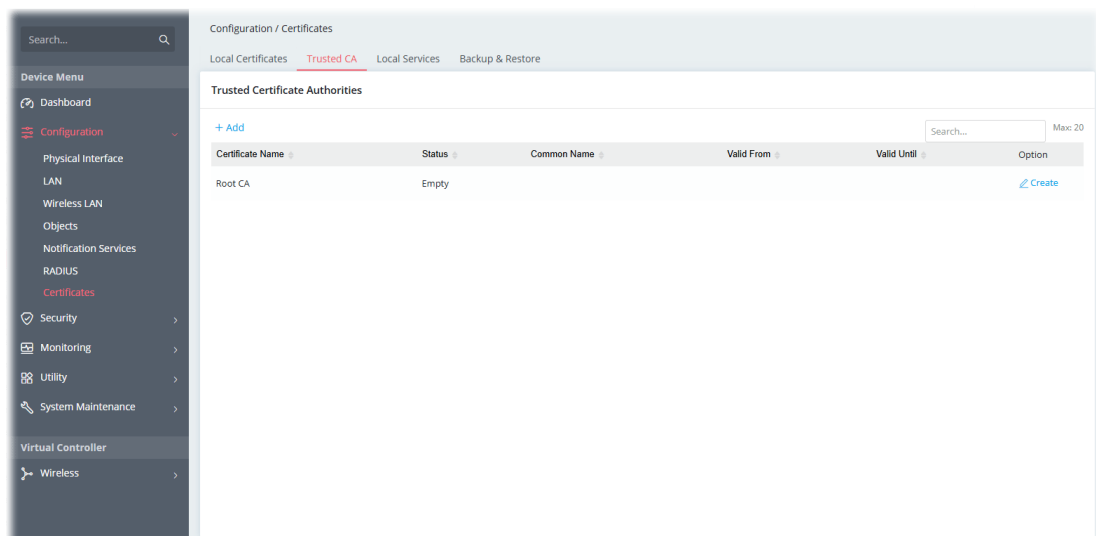 Search...
Device Menu
Dashboard
Configuration
Physical Interface
LAN
Wireless LAN
Objects
Notification Services
RADIUS
Certificates
Security
Monitoring
Utility
System Maintenance
Virtual Controller
Wireless
Configuration / Certificates
Local Certificates Trusted CA Local Services Backup & Restore
Trusted Certificate Authorities
+ Add Search... Max: 20
Certificate Name Status Common Name Valid From Valid Until Option
Root CA Empty Create